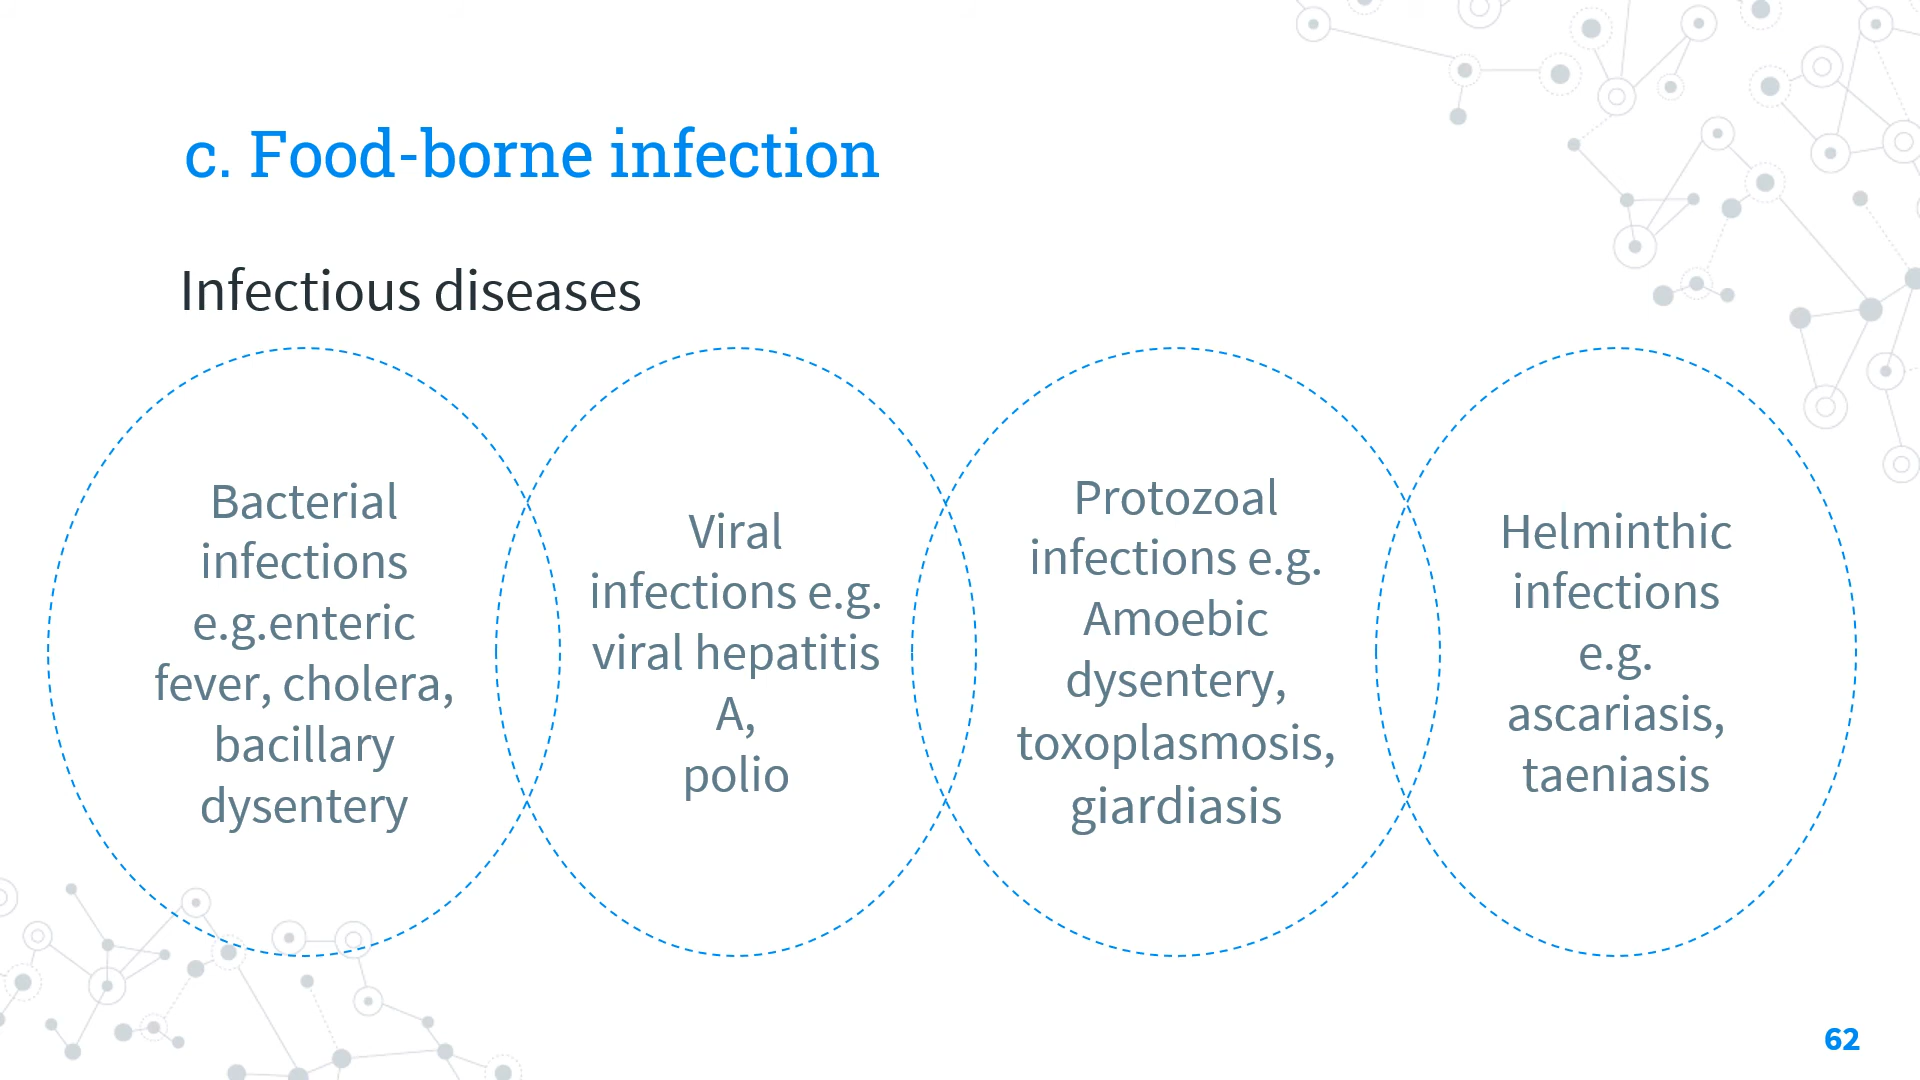 c. Food-borne infection
Infectious diseases
Bacterial
infections
e.g.enteric
fever, cholera,
bacillary
dysentery
Viral
infections e.g.
viral hepatitis
A,
polio
Protozoal
infections e.g.
Amoebic
dysentery,
toxoplasmosis,
giardiasis
Helminthic
infections
e.g.
ascariasis,
taeniasis
62